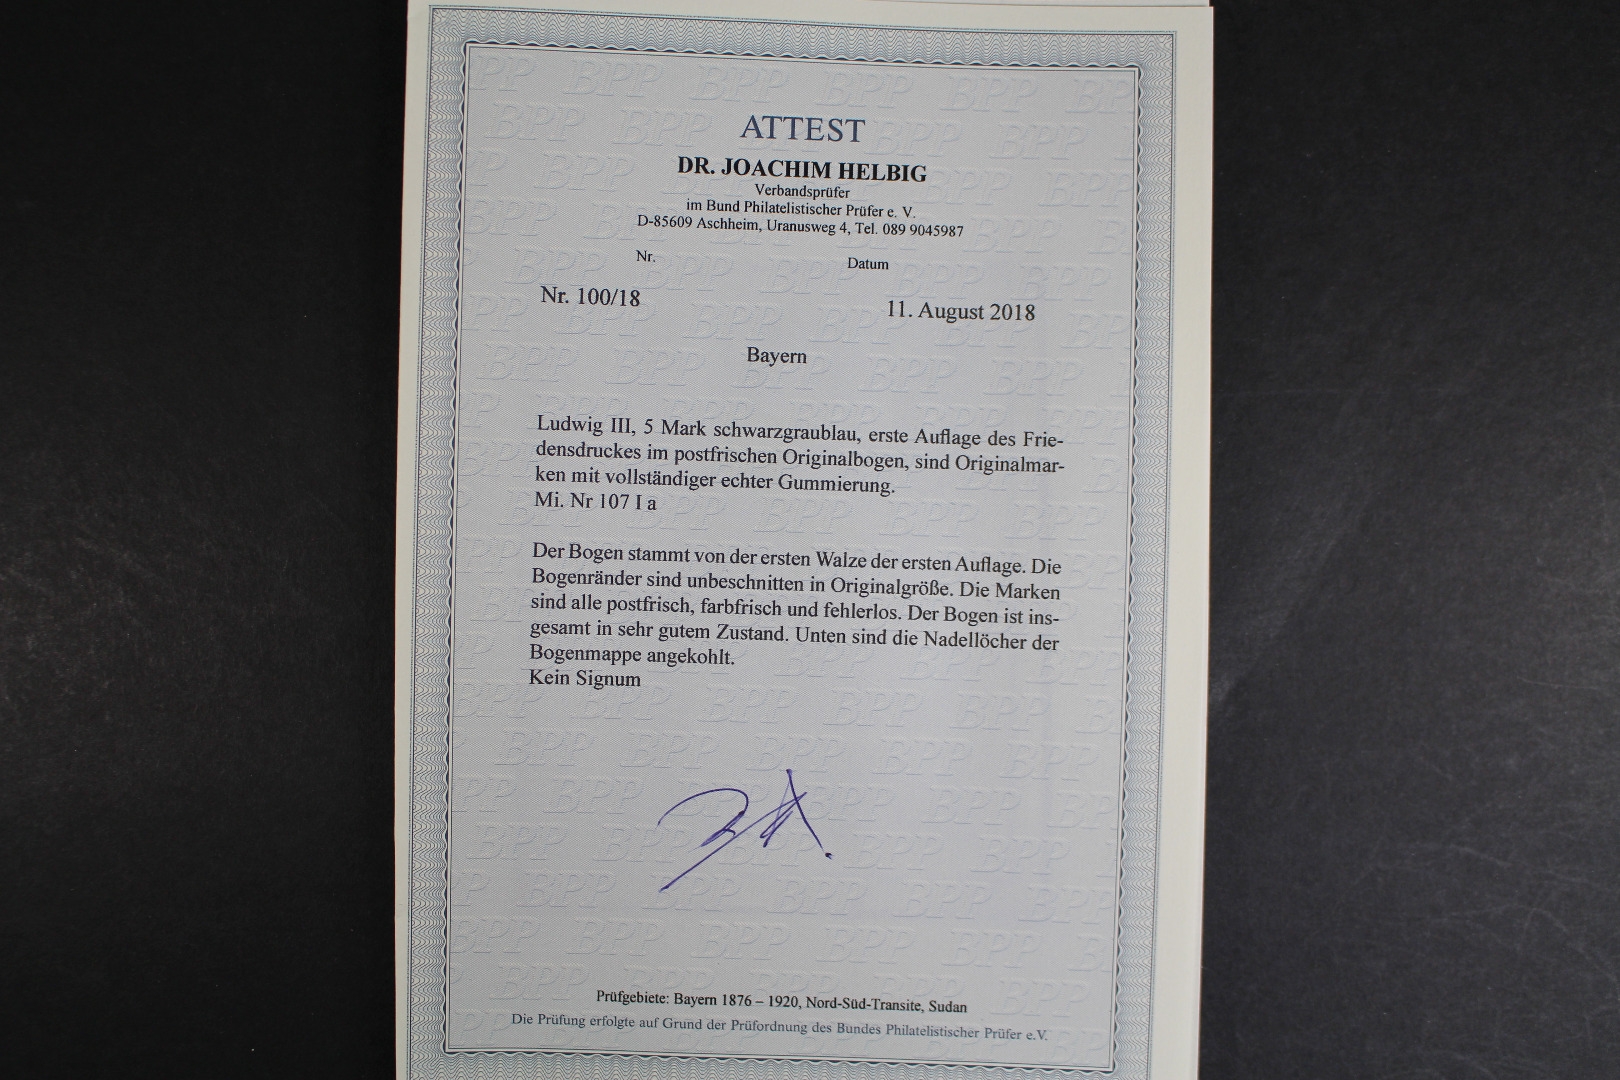 ATTEST
DR. JOACHIM HELBIG
Verbandsprüfer
im Bund Philatelistischer Prüfer e. V.
D-85609 Aschheim, Uranusweg 4, Tel. 089 9045987
Nr. Datum
Nr. 100/18 11. August 2018
Bayern
Ludwig III, 5 Mark schwarzgraublau, erste Auflage des Frie-
densdruckes im postfrischen Originalbogen, sind Originalmar-
ken mit vollständiger echter Gummierung.
Mi. Nr 107 I a
Der Bogen stammt von der ersten Walze der ersten Auflage. Die
Bogenränder sind unbeschnitten in Originalgröße. Die Marken
sind alle postfrisch, farbfrisch und fehlerlos. Der Bogen ist ins-
gesamt in sehr gutem Zustand. Unten sind die Nadellöcher der
Bogenmappe angekohlt.
Kein Signum
Prüfgebiete: Bayern 1876 – 1920, Nord-Süd-Transite, Sudan
Die Prüfung erfolgte auf Grund der Prüfordnung des Bundes Philatelistischer Prüfer e.V.